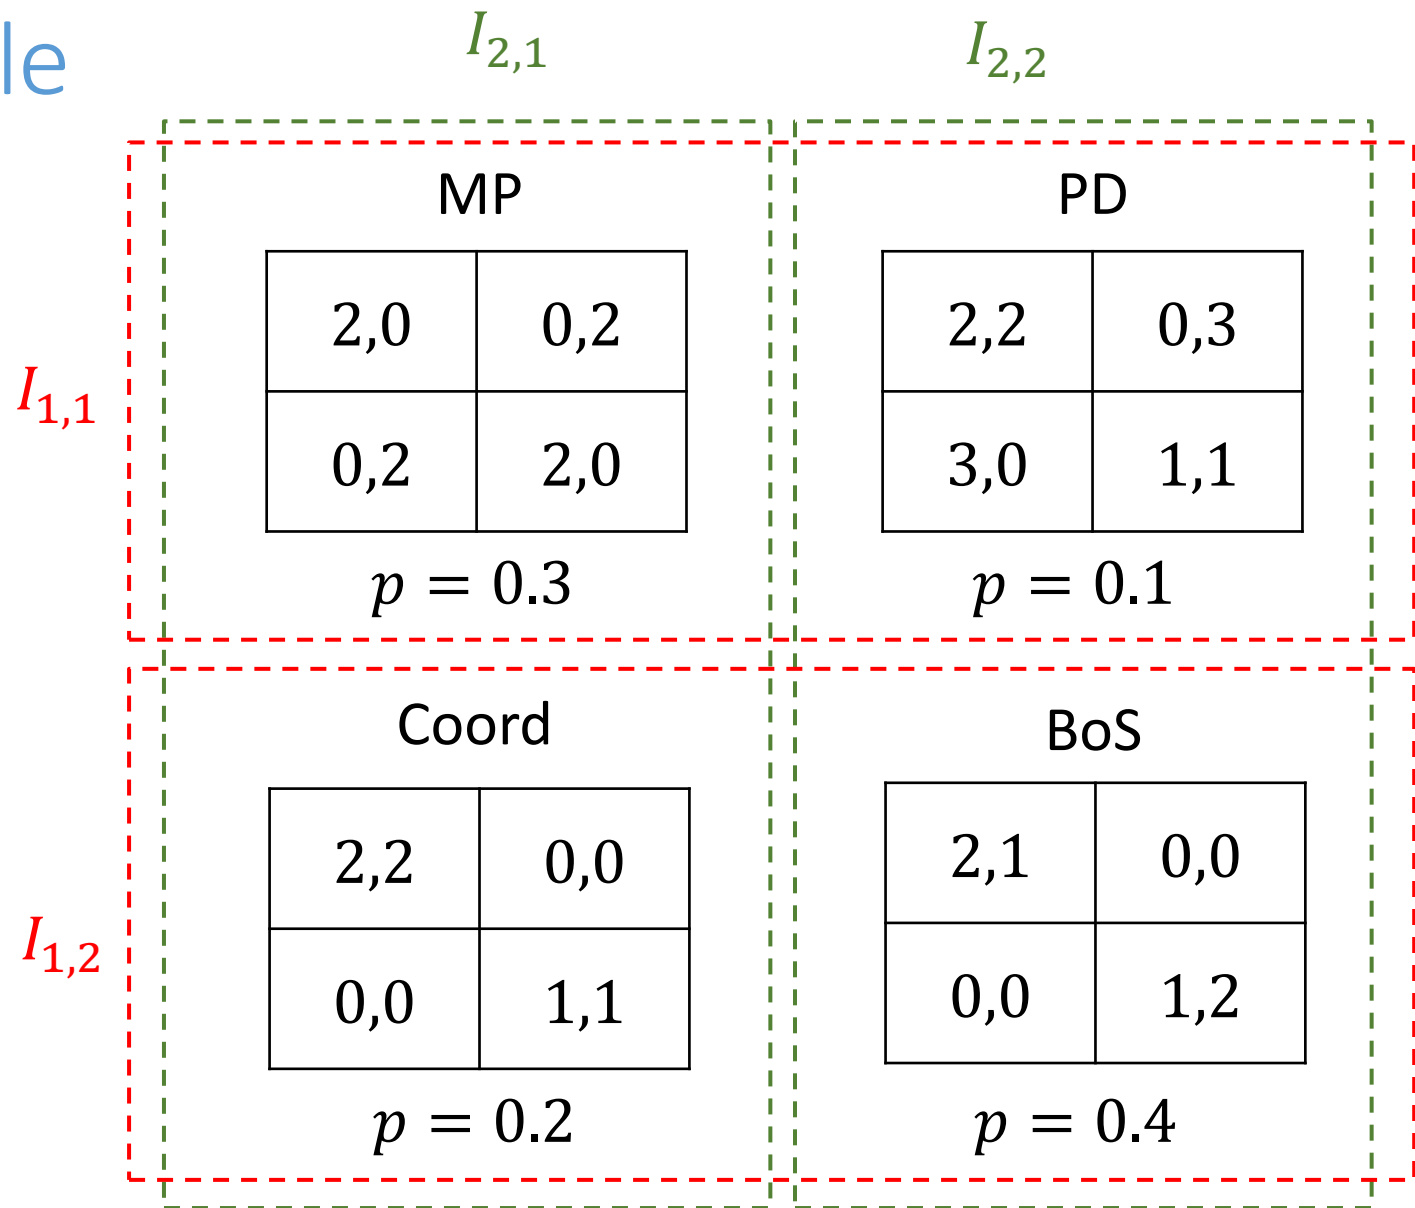 le
I2,1
I2,2
MP
PD
2,0 0,2
2,2 0,3
I1,1
0,2 2,0
3,0 1,1
p = 0.3
p = 0.1
Coord
BoS
2,2 0,0
2,1 0,0
I1,2
0,0 1,1
0,0 1,2
p = 0.2
p = 0.4